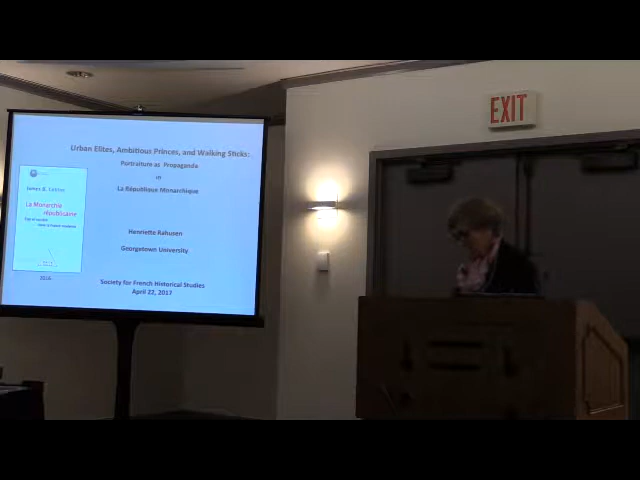 EXIT
Urban Elites, Ambitious Princes, and Walking Sticks:
Portraiture as Propaganda
in
La République Monarchique
James B. Collins
La Monarchie
républicaine
Henriette Rahusen
Georgetown University
2016
Society for French Historical Studies
April 22, 2017